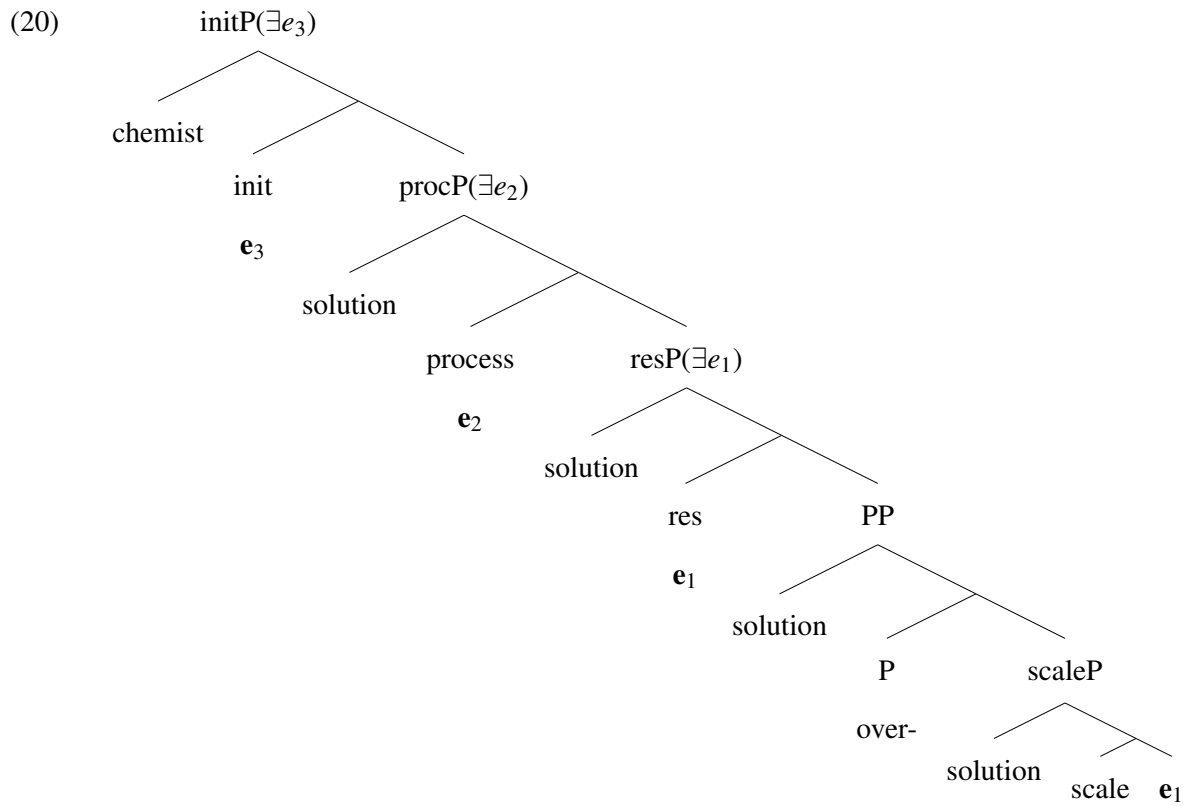 (20) initP(∃e₃)
chemist
init procP(∃e₂)
e₃
solution
process resP(∃e₁)
e₂
solution
res PP
e₁
solution
P scaleP
over-
solution
scale e₁